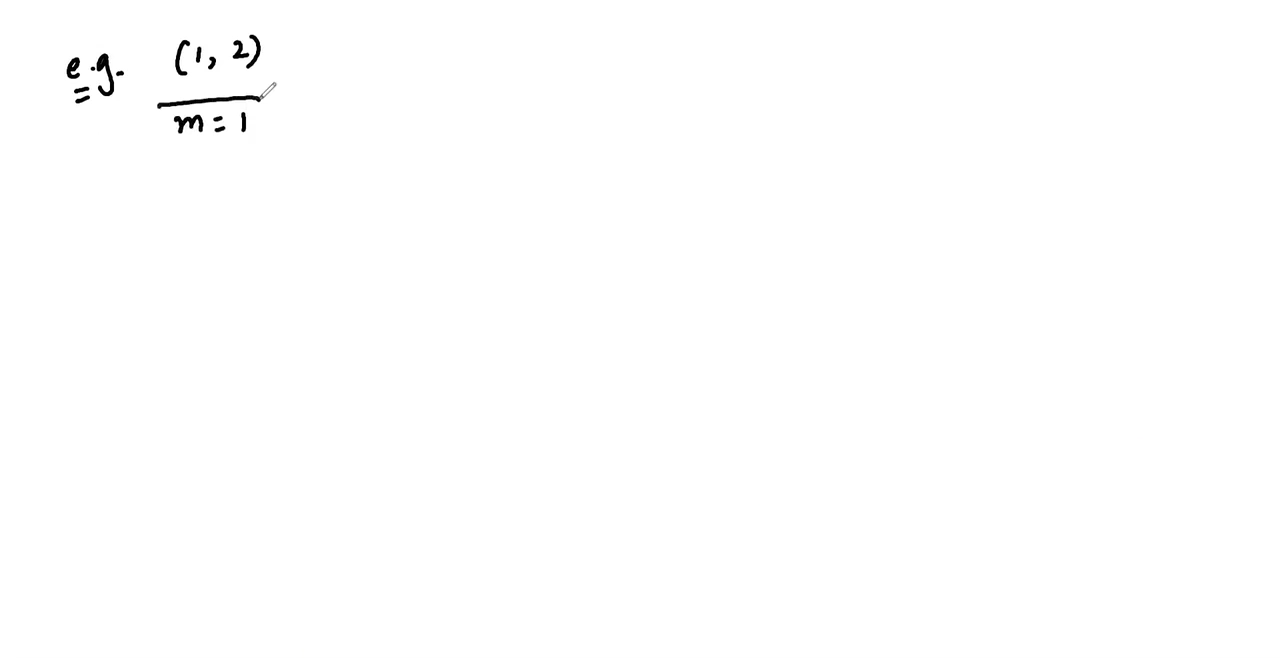 e.g. (1, 2)
m = 1